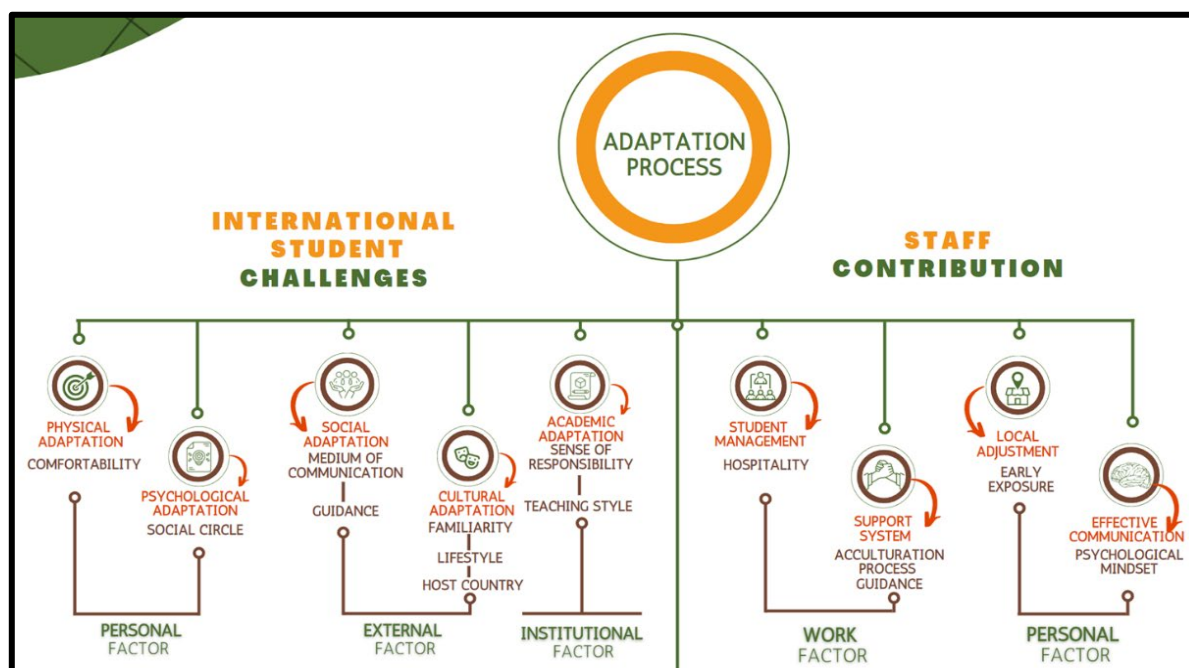 ADAPTATION
PROCESS
INTERNATIONAL
STUDENT
CHALLENGES
STAFF
CONTRIBUTION
PHYSICAL
ADAPTATION
COMFORTABILITY
PSYCHOLOGICAL
ADAPTATION
SOCIAL CIRCLE
PERSONAL
FACTOR
SOCIAL
ADAPTATION
MEDIUM OF
COMMUNICATION
GUIDANCE
CULTURAL
ADAPTATION
FAMILIARITY
LIFESTYLE
HOST COUNTRY
EXTERNAL
FACTOR
ACADEMIC
ADAPTATION
SENSE OF
RESPONSIBILITY
TEACHING STYLE
INSTITUTIONAL
FACTOR
STUDENT
MANAGEMENT
HOSPITALITY
SUPPORT
SYSTEM
ACCULTURATION
PROCESS
GUIDANCE
WORK
FACTOR
LOCAL
ADJUSTMENT
EARLY
EXPOSURE
EFFECTIVE
COMMUNICATION
PSYCHOLOGICAL
MINDSET
PERSONAL
FACTOR